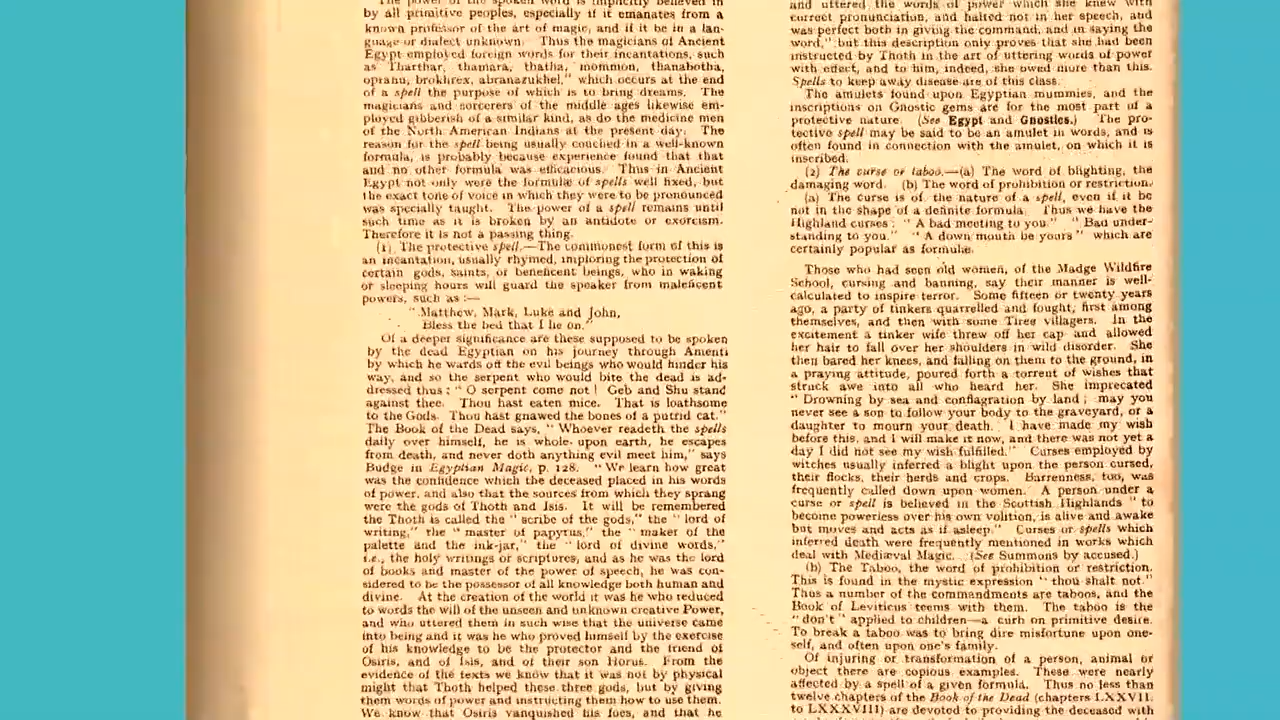 The power of the spoken word is implicitly believed in
by all primitive peoples, especially if it emanates from a
known professor of the art of magic, and if it be in a lan-
guage or dialect unknown. Thus the magicians of Ancient
Egypt employed foreign words for their incantations, such
as "Tharthar, thamara, thatha, mommon, thanabotha,
opranu, brokhrex, abranazukhel," which occurs at the end
of a spell the purpose of which is to bring dreams. The
magicians and sorcerers of the middle ages likewise em-
ployed gibberish of a similar kind, as do the medicine men
of the North American Indians at the present day. The
reason for the spell being usually couched in a well-known
formula, is probably because experience found that that
and no other formula was efficacious. Thus in Ancient
Egypt not only were the formulæ of spells well fixed, but
the exact tone of voice in which they were to be pronounced
was specially taught. The power of a spell remains until
such time as it is broken by an antidote or exorcism.
Therefore it is not a passing thing.
(1) The protective spell.—The commonest form of this is
an incantation, usually rhymed, imploring the protection of
certain gods, saints, or beneficent beings, who in waking
or sleeping hours will guard the speaker from maleficent
powers, such as :—
"Matthew, Mark, Luke and John,
Bless the bed that I lie on."
Of a deeper significance are these supposed to be spoken
by the dead Egyptian on his journey through Amenti
by which he wards off the evil beings who would hinder his
way, and so the serpent who would bite the dead is ad-
dressed thus : "O serpent come not ! Geb and Shu stand
against thee. Thou hast eaten mice. That is loathsome
to the Gods. Thou hast gnawed the bones of a putrid cat."
The Book of the Dead says, "Whoever readeth the spells
daily over himself, he is whole upon earth, he escapes
from death, and never doth anything evil meet him," says
Budge in Egyptian Magic, p. 128. "We learn how great
was the confidence which the deceased placed in his words
of power, and also that the sources from which they sprang
were the gods of Thoth and Isis. It will be remembered
the Thoth is called the "scribe of the gods," the "lord of
writing," the "master of papyrus," the "maker of the
palette and the ink-jar," the "lord of divine words,"
i.e., the holy writings or scriptures, and as he was the lord
of books and master of the power of speech, he was con-
sidered to be the possessor of all knowledge both human and
divine. At the creation of the world it was he who reduced
to words the will of the unseen and unknown creative Power,
and who uttered them in such wise that the universe came
into being and it was he who proved himself by the exercise
of his knowledge to be the protector and the friend of
Osiris, and of Isis, and of their son Horus. From the
evidence of the texts we know that it was not by physical
might that Thoth helped these three gods, but by giving
them words of power and instructing them how to use them.
We know that Osiris vanquished his foes, and that he
and uttered the words of power which she knew with
correct pronunciation, and halted not in her speech, and
was perfect both in giving the command, and in saying the
word," but this description only proves that she had been
instructed by Thoth in the art of uttering words of power
with effect, and to him, indeed, she owed more than this.
Spells to keep away disease are of this class.
The amulets found upon Egyptian mummies, and the
inscriptions on Gnostic gems are for the most part of a
protective nature. (See Egypt and Gnostics.) The pro-
tective spell may be said to be an amulet in words, and is
often found in connection with the amulet, on which it is
inscribed.
(2) The curse or taboo.—(a) The word of blighting, the
damaging word. (b) The word of prohibition or restriction.
(a) The curse is of the nature of a spell, even if it be
not in the shape of a definite formula. Thus we have the
Highland curses : "A bad meeting to you." "Bad under-
standing to you." "A down mouth be yours" which are
certainly popular as formulæ.
Those who had seen old women, of the Madge Wildfire
School, cursing and banning, say their manner is well-
calculated to inspire terror. Some fifteen or twenty years
ago, a party of tinkers quarrelled and fought, first among
themselves, and then with some Tiree villagers. In the
excitement a tinker wife threw off her cap and allowed
her hair to fall over her shoulders in wild disorder. She
then bared her knees, and falling on them to the ground, in
a praying attitude, poured forth a torrent of wishes that
struck awe into all who heard her. She imprecated
"Drowning by sea and conflagration by land ; may you
never see a son to follow your body to the graveyard, or a
daughter to mourn your death. I have made my wish
before this, and I will make it now, and there was not yet a
day I did not see my wish fulfilled." Curses employed by
witches usually inferred a blight upon the person cursed,
their flocks, their herds and crops. Barrenness, too, was
frequently called down upon women. A person under a
curse or spell is believed in the Scottish Highlands "to
become powerless over his own volition, is alive and awake
but moves and acts as if asleep." Curses or spells which
inferred death were frequently mentioned in works which
deal with Mediæval Magic. (See Summons by accused.)
(b) The Taboo, the word of prohibition or restriction.
This is found in the mystic expression "thou shalt not."
Thus a number of the commandments are taboos, and the
Book of Leviticus teems with them. The taboo is the
"don't" applied to children—a curb on primitive desire.
To break a taboo was to bring dire misfortune upon one-
self, and often upon one's family.
Of injuring or transformation of a person, animal or
object there are copious examples. These were nearly
affected by a spell of a given formula. Thus no less than
twelve chapters of the Book of the Dead (chapters LXXVII.
to LXXXVIII) are devoted to providing the deceased with